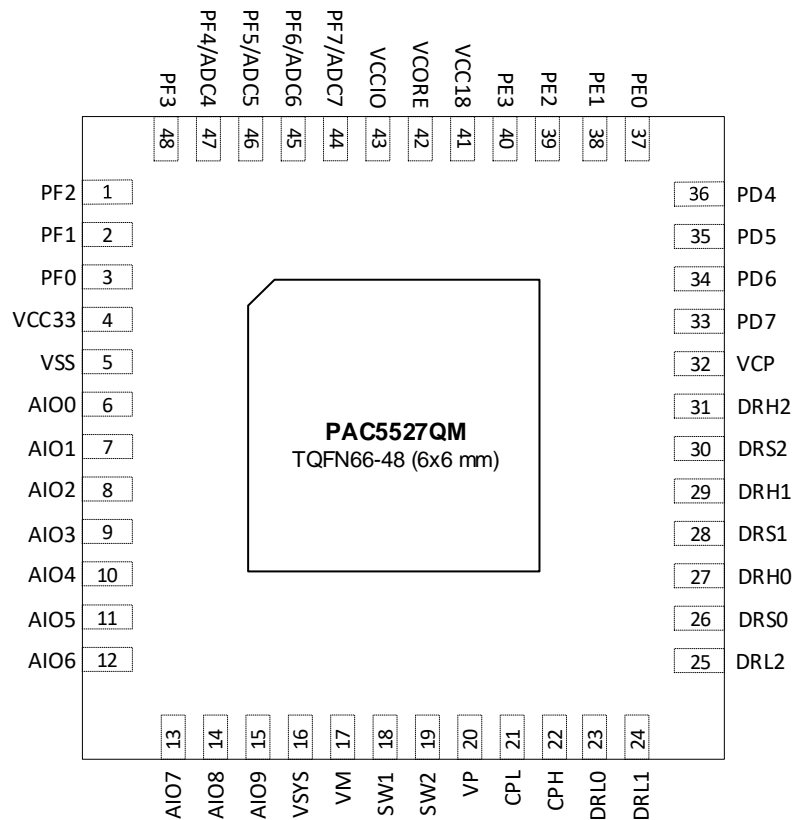 PF3
PF4/ADC4
PF5/ADC5
PF6/ADC6
PF7/ADC7
VCCIO
VCORE
VCC18
PE3
PE2
PE1
PE0
48
47
46
45
44
43
42
41
40
39
38
37
PF2 1
PF1 2
PF0 3
VCC33 4
VSS 5
AIO0 6
AIO1 7
AIO2 8
AIO3 9
AIO4 10
AIO5 11
AIO6 12
PAC5527QM
TQFN66-48 (6x6 mm)
36 PD4
35 PD5
34 PD6
33 PD7
32 VCP
31 DRH2
30 DRS2
29 DRH1
28 DRS1
27 DRH0
26 DRS0
25 DRL2
13
14
15
16
17
18
19
20
21
22
23
24
AIO7
AIO8
AIO9
VSYS
VM
SW1
SW2
VP
CPL
CPH
DRL0
DRL1